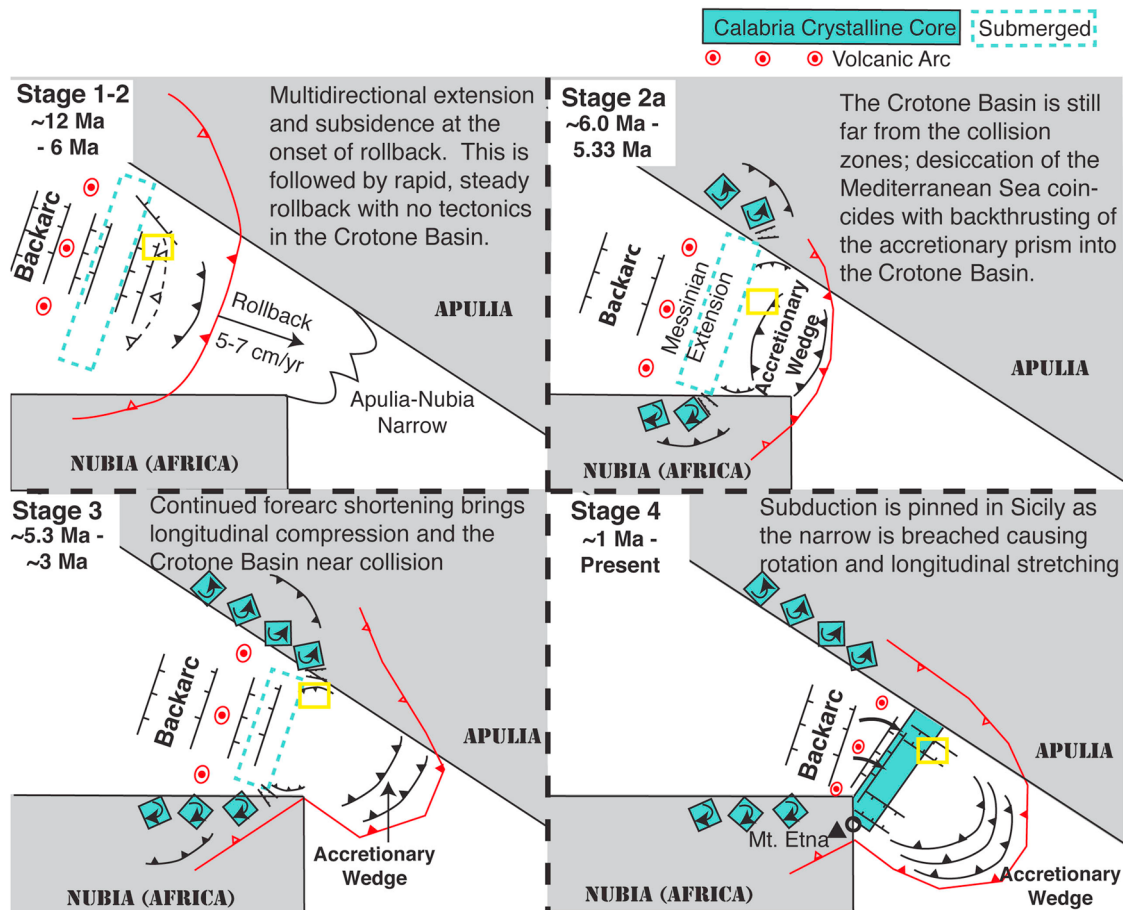 Calabria Crystalline Core
Submerged
Volcanic Arc
Stage 1-2
~12 Ma
- 6 Ma
Multidirectional extension
and subsidence at the
onset of rollback. This is
followed by rapid, steady
rollback with no tectonics
in the Crotone Basin.
Backarc
Rollback
5-7 cm/yr
APULIA
Apulia-Nubia
Narrow
NUBIA (AFRICA)
Stage 2a
~6.0 Ma -
5.33 Ma
The Crotone Basin is still
far from the collision
zones; desiccation of the
Mediterranean Sea coin-
cides with backthrusting of
the accretionary prism into
the Crotone Basin.
Backarc
Messinian
Extension
Accretionary
Wedge
APULIA
NUBIA (AFRICA)
Stage 3
~5.3 Ma -
~3 Ma
Continued forearc shortening brings
longitudinal compression and the
Crotone Basin near collision
Backarc
APULIA
Accretionary
Wedge
NUBIA (AFRICA)
Stage 4
~1 Ma -
Present
Subduction is pinned in Sicily as
the narrow is breached causing
rotation and longitudinal stretching
Backarc
APULIA
Mt. Etna
Accretionary
Wedge
NUBIA (AFRICA)